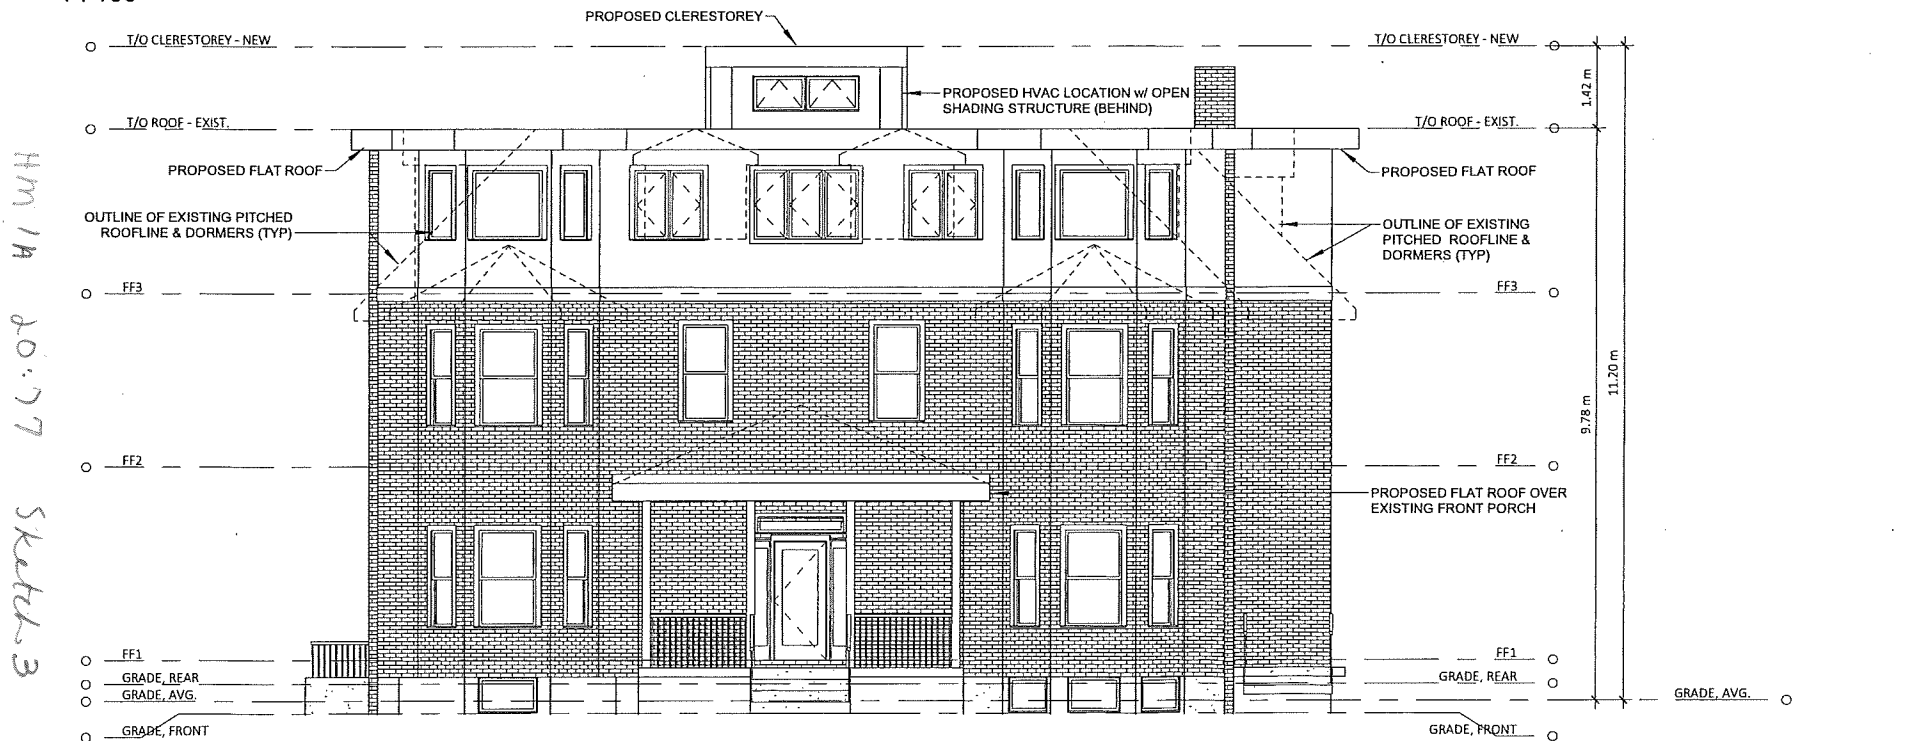 PROPOSED CLERESTOREY
T/O CLERESTOREY - NEW
T/O CLERESTOREY - NEW
1.42 m
PROPOSED HVAC LOCATION w/ OPEN
SHADING STRUCTURE (BEHIND)
T/O ROOF - EXIST.
T/O ROOF - EXIST.
PROPOSED FLAT ROOF
PROPOSED FLAT ROOF
OUTLINE OF EXISTING PITCHED
ROOFLINE & DORMERS (TYP)
OUTLINE OF EXISTING
PITCHED ROOFLINE &
DORMERS (TYP)
FF3
FF3
11.20 m
9.78 m
FF2
FF2
PROPOSED FLAT ROOF OVER
EXISTING FRONT PORCH
FF1
FF1
GRADE, REAR
GRADE, REAR
GRADE, AVG.
GRADE, AVG.
GRADE, FRONT
GRADE, FRONT
Sketch 3